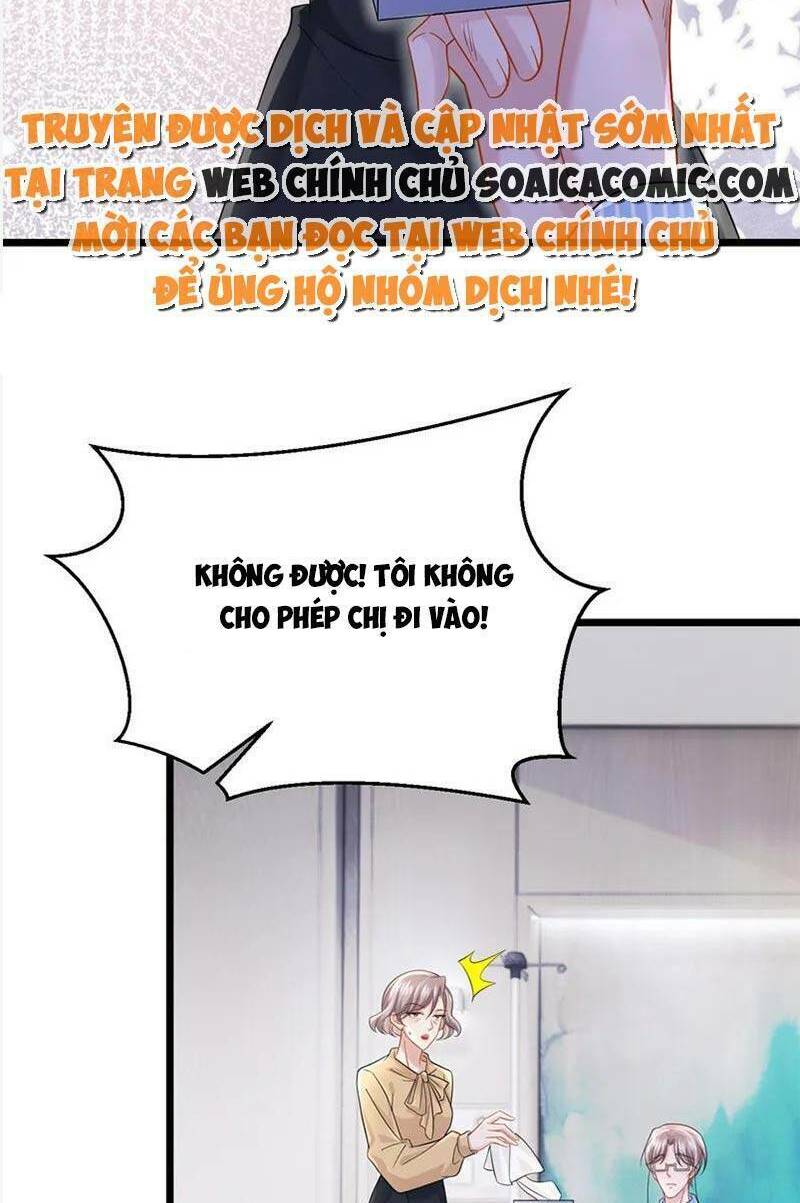 TRUYỆN ĐƯỢC DỊCH VÀ CẬP NHẬT SỚM NHẤT
TẠI TRANG WEB CHÍNH CHỦ SOAICACOMIC.COM
MỜI CÁC BẠN ĐỌC TẠI WEB CHÍNH CHỦ
ĐỂ ỦNG HỘ NHÓM DỊCH NHÉ!
KHÔNG ĐƯỢC! TÔI KHÔNG
CHO PHÉP CHỊ ĐI VÀO!